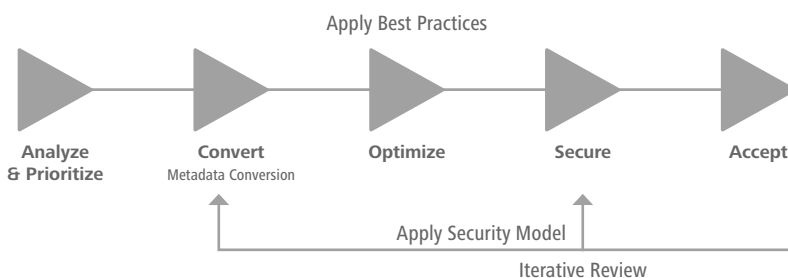 Apply Best Practices
Analyze
& Prioritize
Convert
Metadata Conversion
Optimize
Secure
Accept
Apply Security Model
Iterative Review